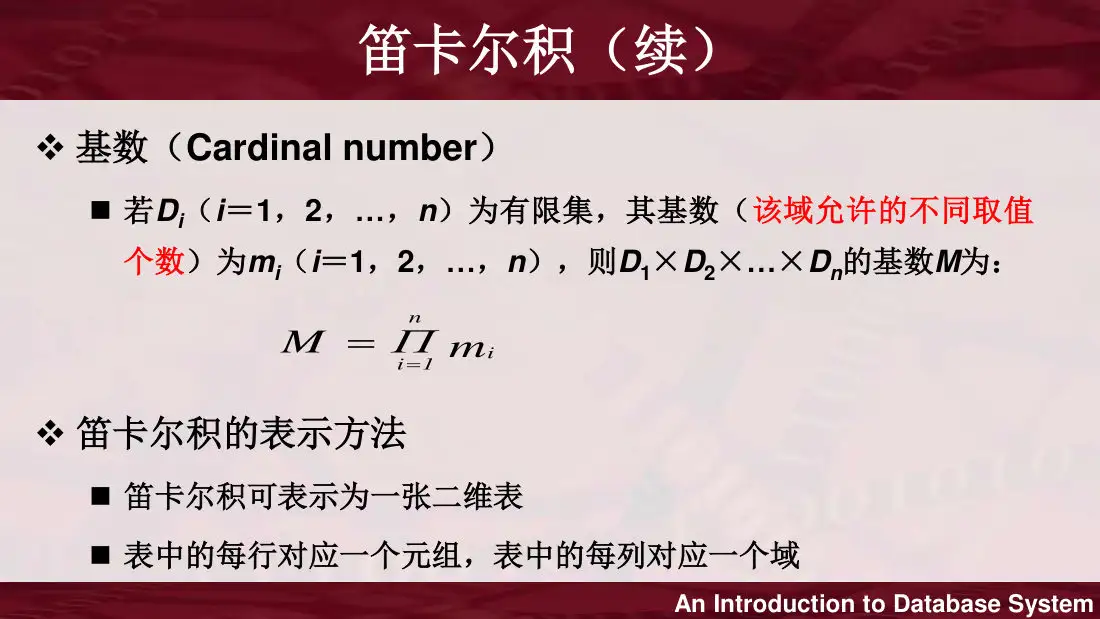 笛卡尔积（续）
❖ 基数（Cardinal number）
■ 若Di（i＝1，2，…，n）为有限集，其基数（该域允许的不同取值
个数）为mi（i＝1，2，…，n），则D1×D2×…×Dn的基数M为：
M = ∏ i=1 n mi
❖ 笛卡尔积的表示方法
■ 笛卡尔积可表示为一张二维表
■ 表中的每行对应一个元组，表中的每列对应一个域
An Introduction to Database System